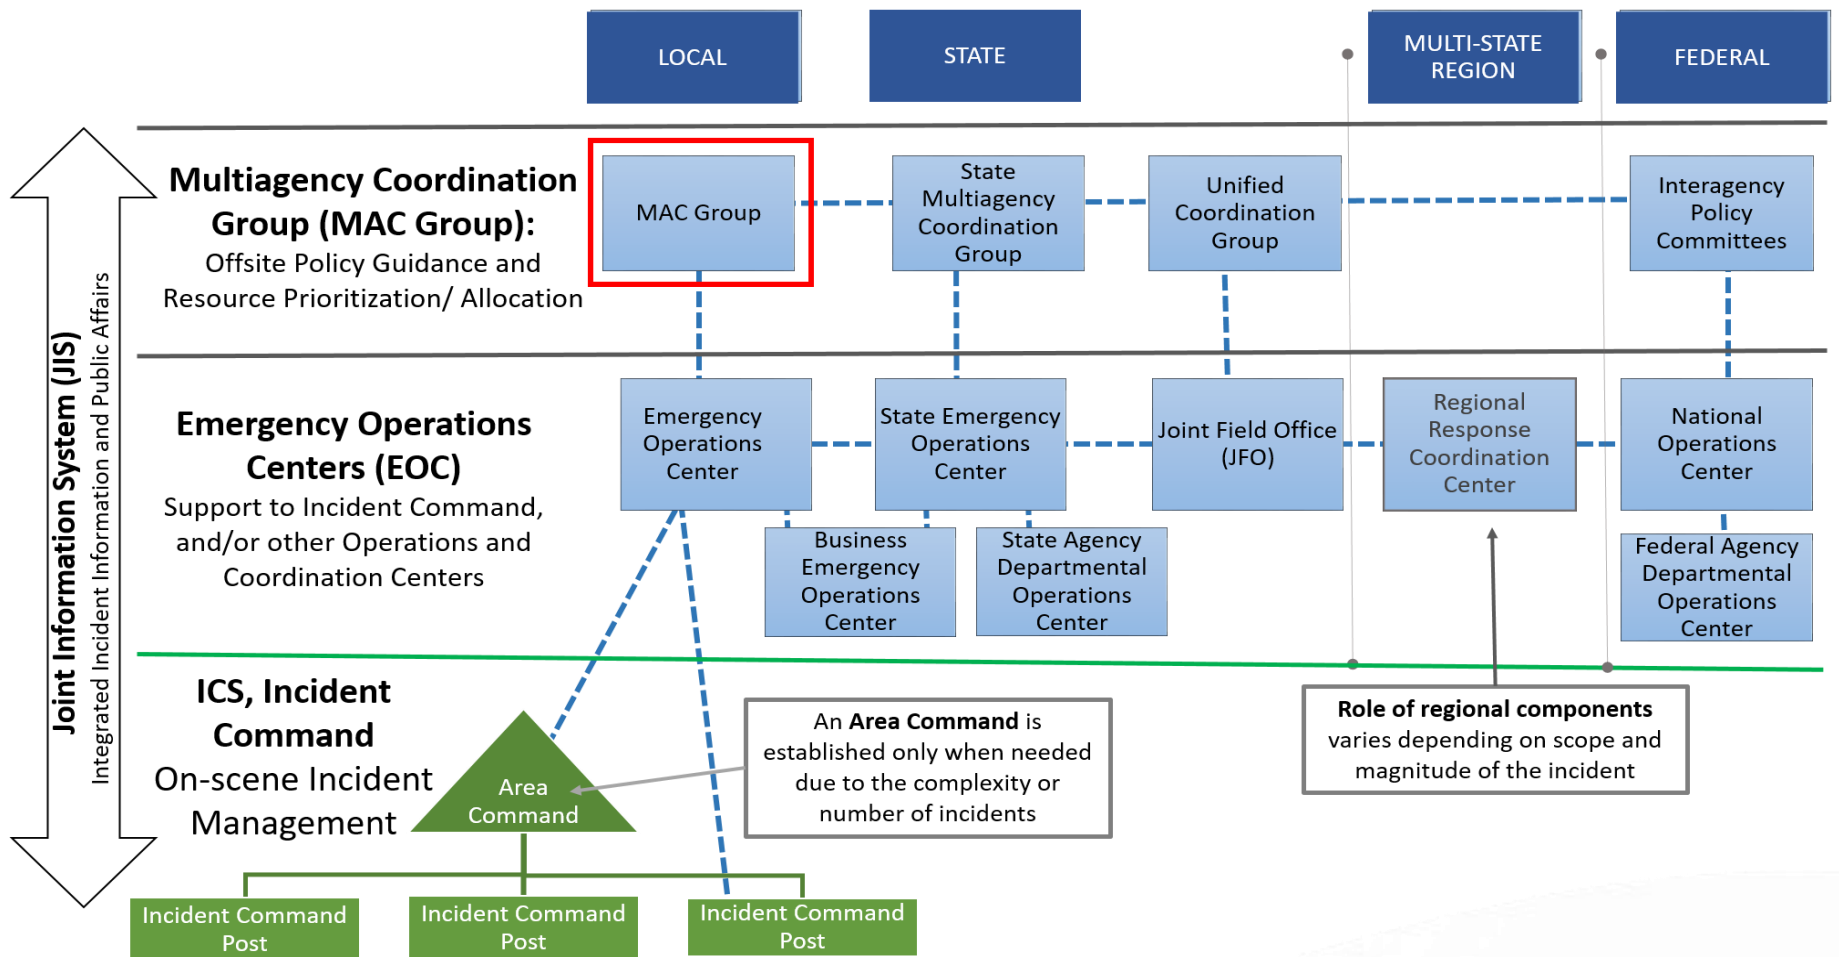 LOCAL
STATE
MULTI-STATE
REGION
FEDERAL
Joint Information System (JIS)
Integrated Incident Information and Public Affairs
Multiagency Coordination
Group (MAC Group):
Offsite Policy Guidance and
Resource Prioritization/ Allocation
MAC Group
State
Multiagency
Coordination
Group
Unified
Coordination
Group
Interagency
Policy
Committees
Emergency Operations
Centers (EOC)
Support to Incident Command,
and/or other Operations and
Coordination Centers
Emergency
Operations
Center
State Emergency
Operations
Center
Joint Field Office
(JFO)
Regional
Response
Coordination
Center
National
Operations
Center
Business
Emergency
Operations
Center
State Agency
Departmental
Operations
Center
Federal Agency
Departmental
Operations
Center
ICS, Incident
Command
On-scene Incident
Management
Area
Command
An Area Command is
established only when needed
due to the complexity or
number of incidents
Role of regional components
varies depending on scope and
magnitude of the incident
Incident Command
Post
Incident Command
Post
Incident Command
Post